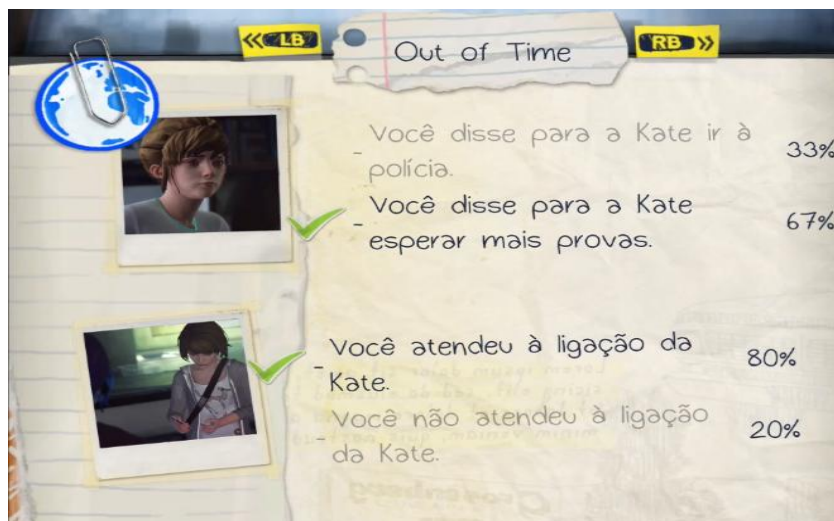 LB
Out of Time
RB
Você disse para a Kate ir à
polícia.
33%
Você disse para a Kate
esperar mais provas.
67%
Você atendeu à ligação da
Kate.
80%
Você não atendeu à ligação
da Kate.
20%